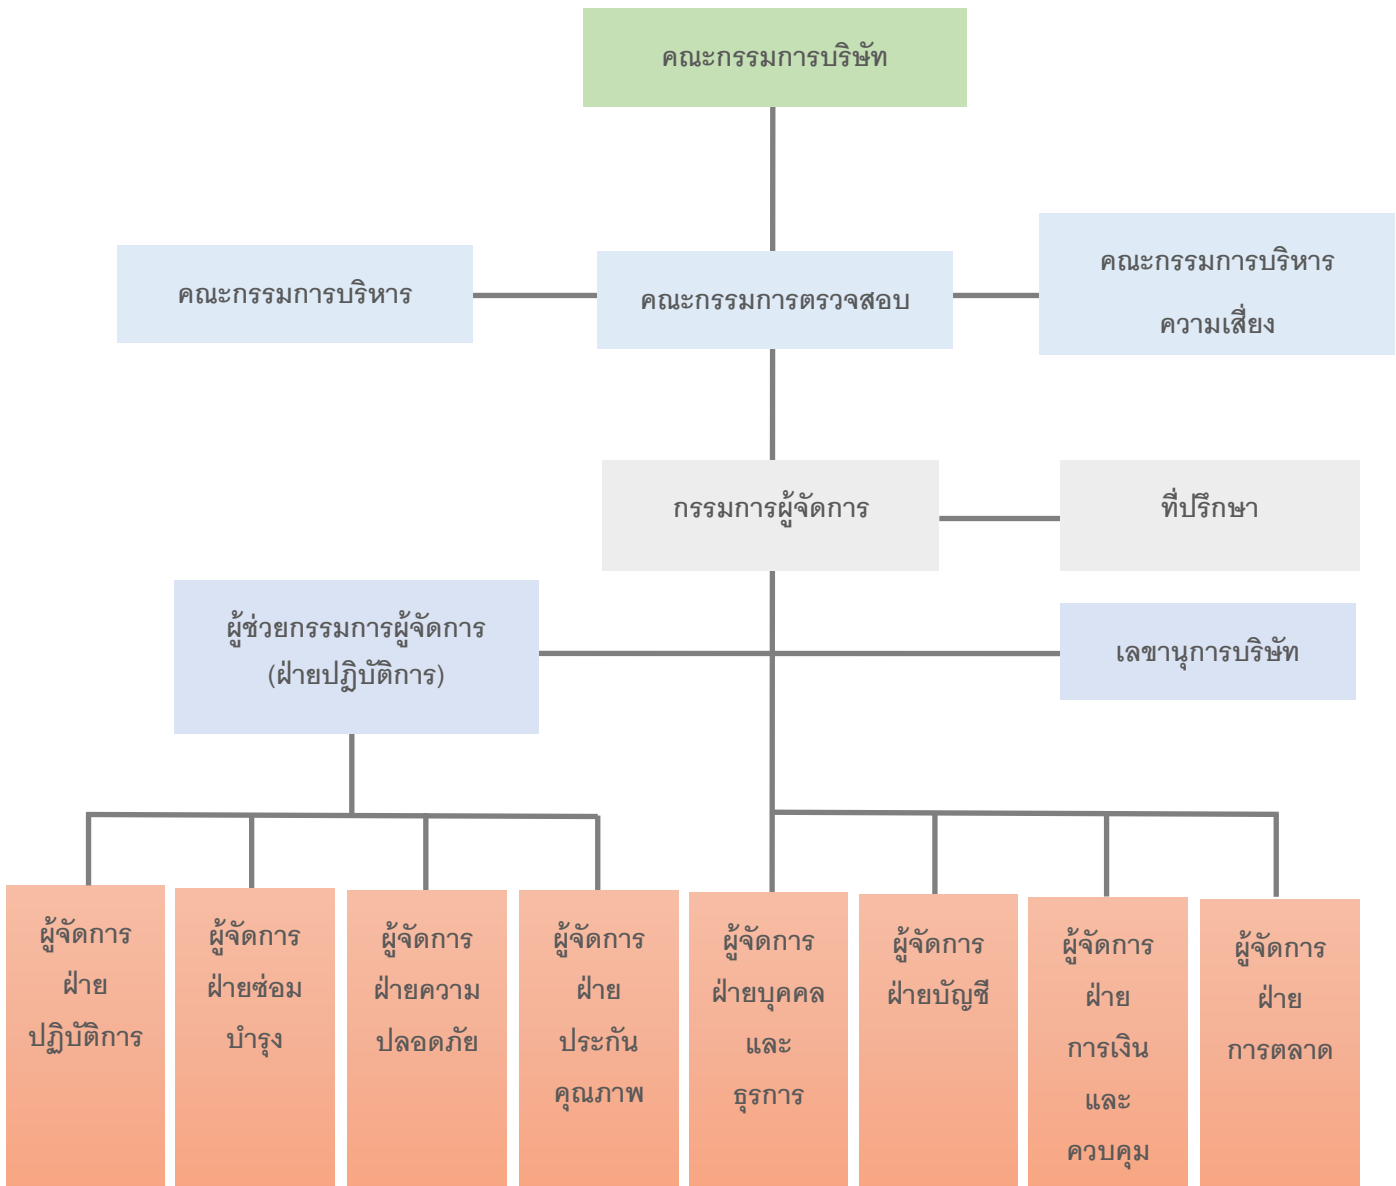 คณะกรรมการบริษัท
คณะกรรมการบริหาร
คณะกรรมการตรวจสอบ
คณะกรรมการบริหาร
ความเสี่ยง
กรรมการผู้จัดการ
ที่ปรึกษา
ผู้ช่วยกรรมการผู้จัดการ
(ฝ่ายปฎิบัติการ)
เลขานุการบริษัท
ผู้จัดการ
ฝ่าย
ปฏิบัติการ
ผู้จัดการ
ฝ่ายซ่อม
บำรุง
ผู้จัดการ
ฝ่ายความ
ปลอดภัย
ผู้จัดการ
ฝ่าย
ประกัน
คุณภาพ
ผู้จัดการ
ฝ่ายบุคคล
และ
ธุรการ
ผู้จัดการ
ฝ่ายบัญชี
ผู้จัดการ
ฝ่าย
การเงิน
และ
ควบคุม
ผู้จัดการ
ฝ่าย
การตลาด